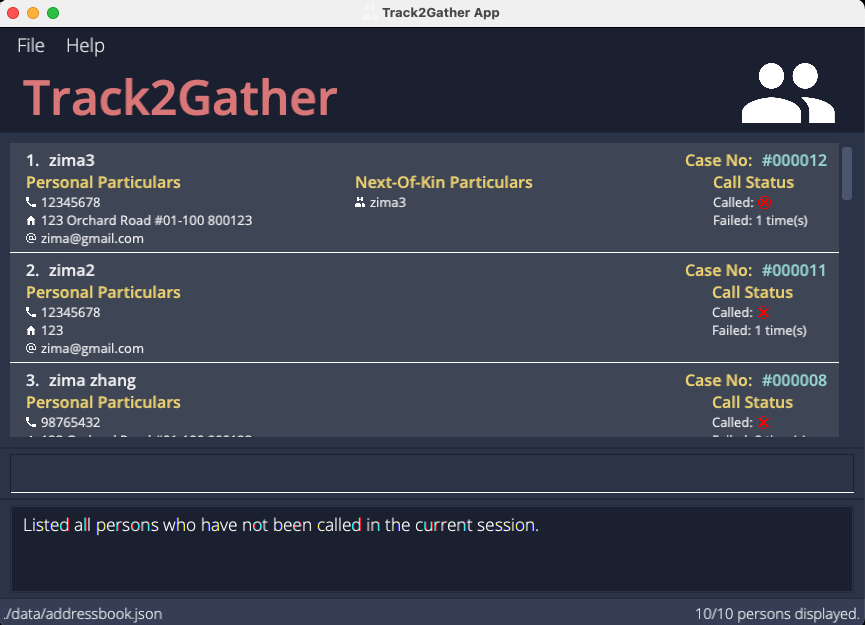 Track2Gather App
File Help
Track2Gather
1. zima3 Case No: #000012
Personal Particulars Next-Of-Kin Particulars Call Status
12345678 zima3 Called:
123 Orchard Road #01-100 800123 Failed: 1 time(s)
@ zima@gmail.com
2. zima2 Case No: #000011
Personal Particulars Call Status
12345678 Called:
123 Failed: 1 time(s)
@ zima@gmail.com
3. zima zhang Case No: #000008
Personal Particulars Call Status
98765432 Called:
Listed all persons who have not been called in the current session.
./data/addressbook.json 10/10 persons displayed.